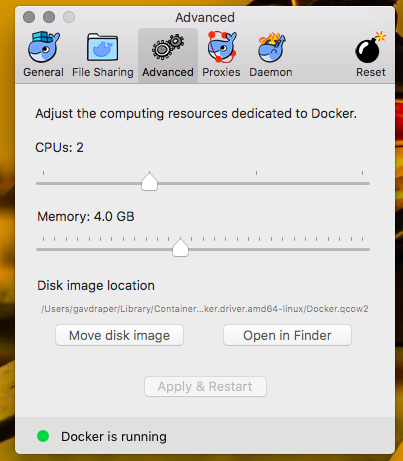 Advanced
General File Sharing Advanced Proxies Daemon Reset
Adjust the computing resources dedicated to Docker.
CPUs: 2
Memory: 4.0 GB
Disk image location
/Users/gavdraper/Library/Container...ker.driver.amd64-linux/Docker.qcow2
Move disk image Open in Finder
Apply & Restart
Docker is running